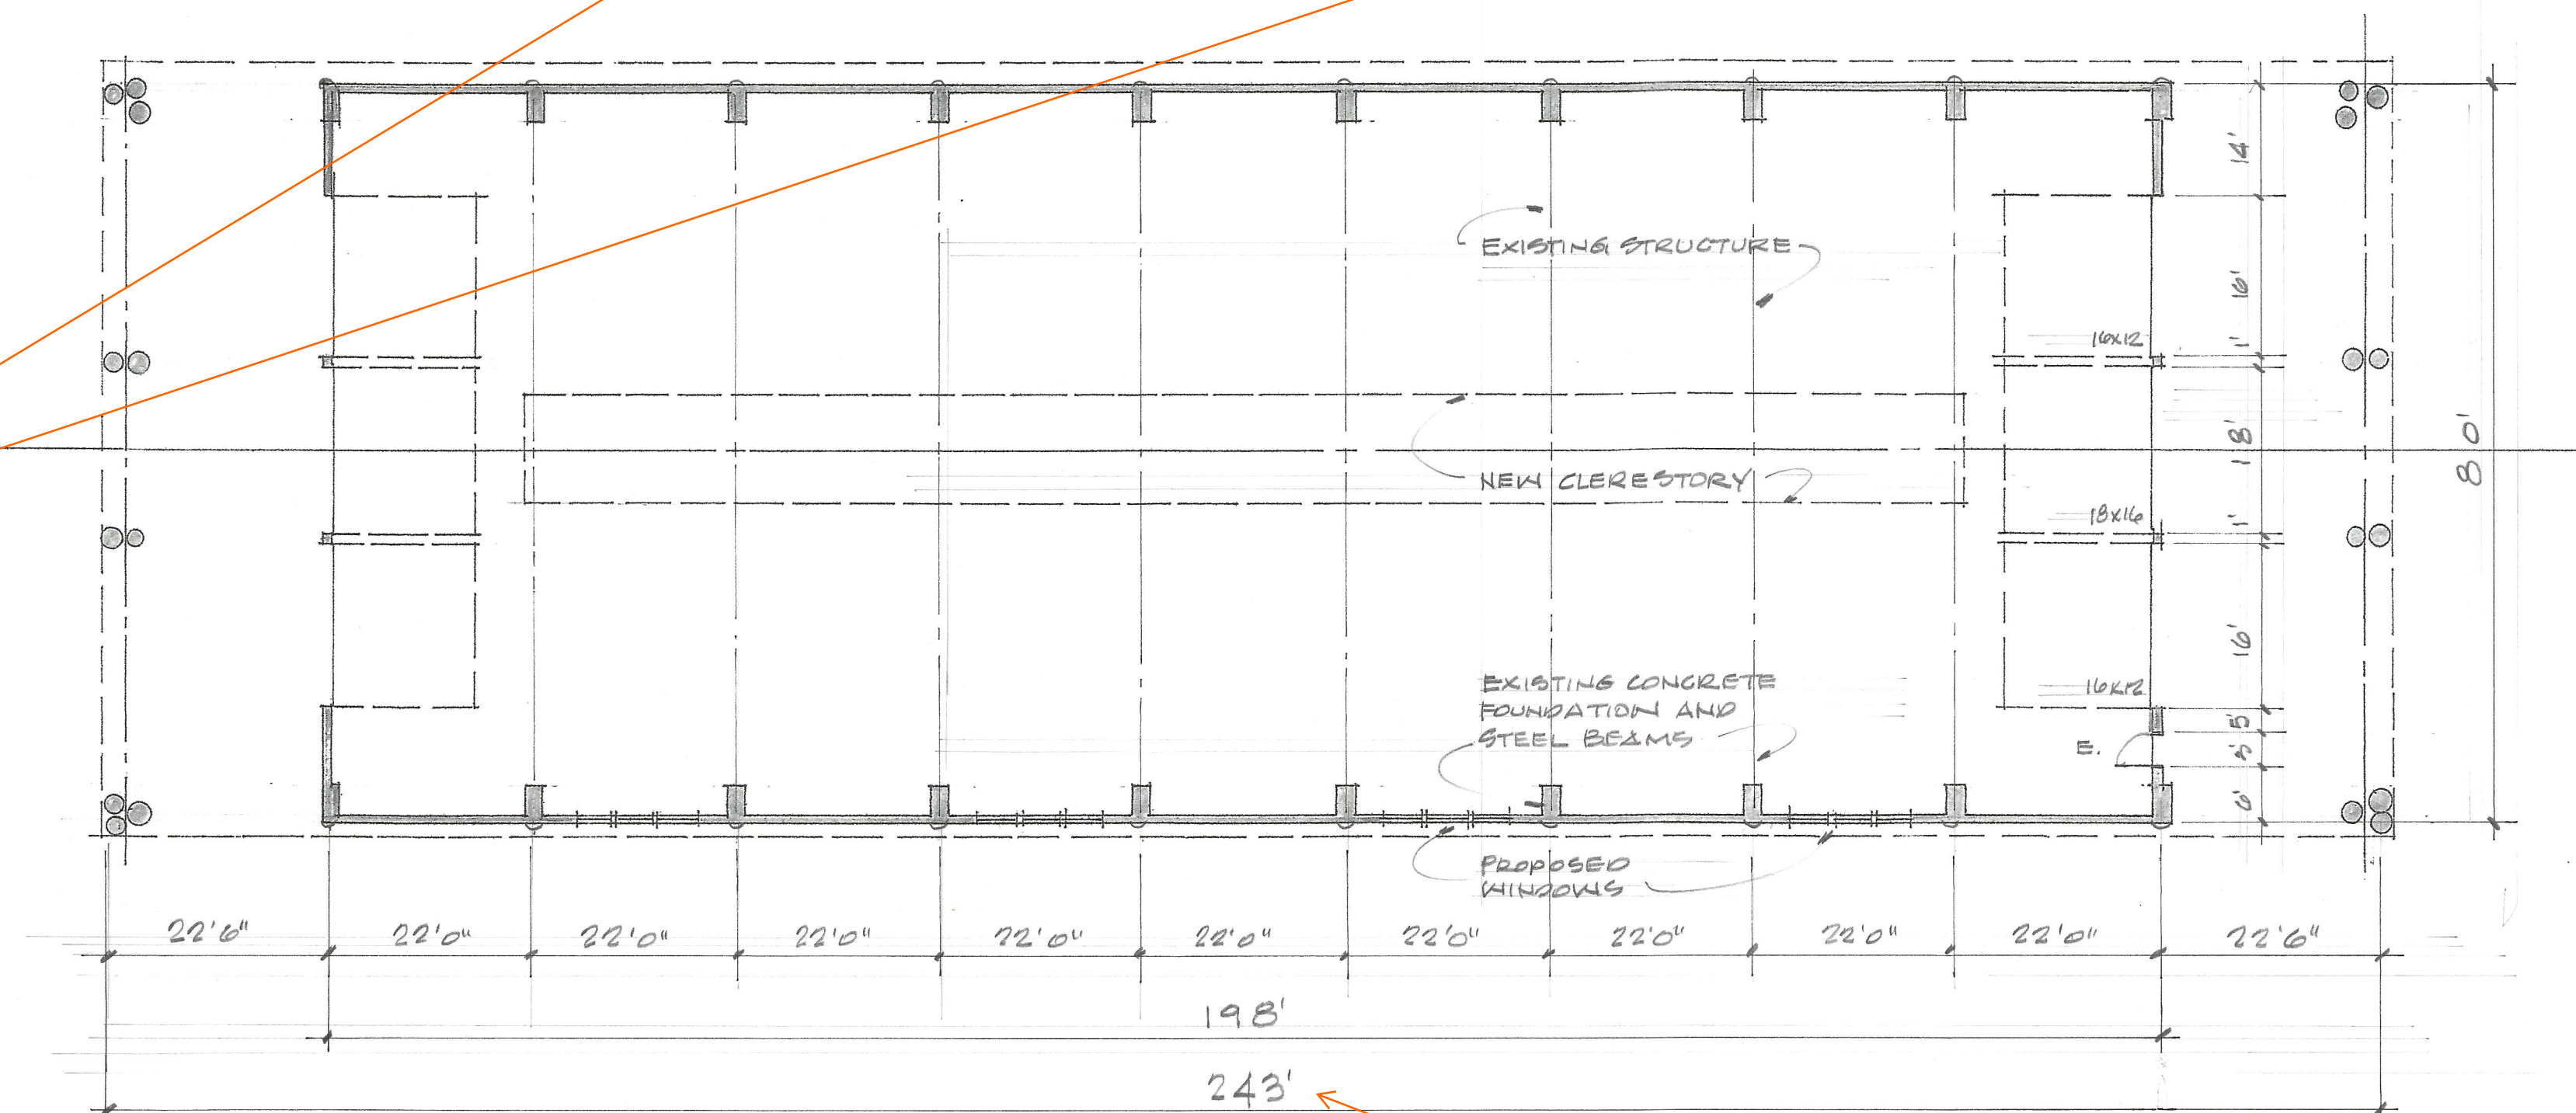 14'
EXISTING STRUCTURE
16'
16x12
1'
18'
80'
NEW CLERESTORY
18x16
1'
16'
EXISTING CONCRETE
FOUNDATION AND
STEEL BEAMS
16x12
5'
E.
3'
6'
PROPOSED
WINDOWS
22'6" 22'0" 22'0" 22'0" 22'0" 22'0" 22'0" 22'0" 22'0" 22'0" 22'6"
198'
243'